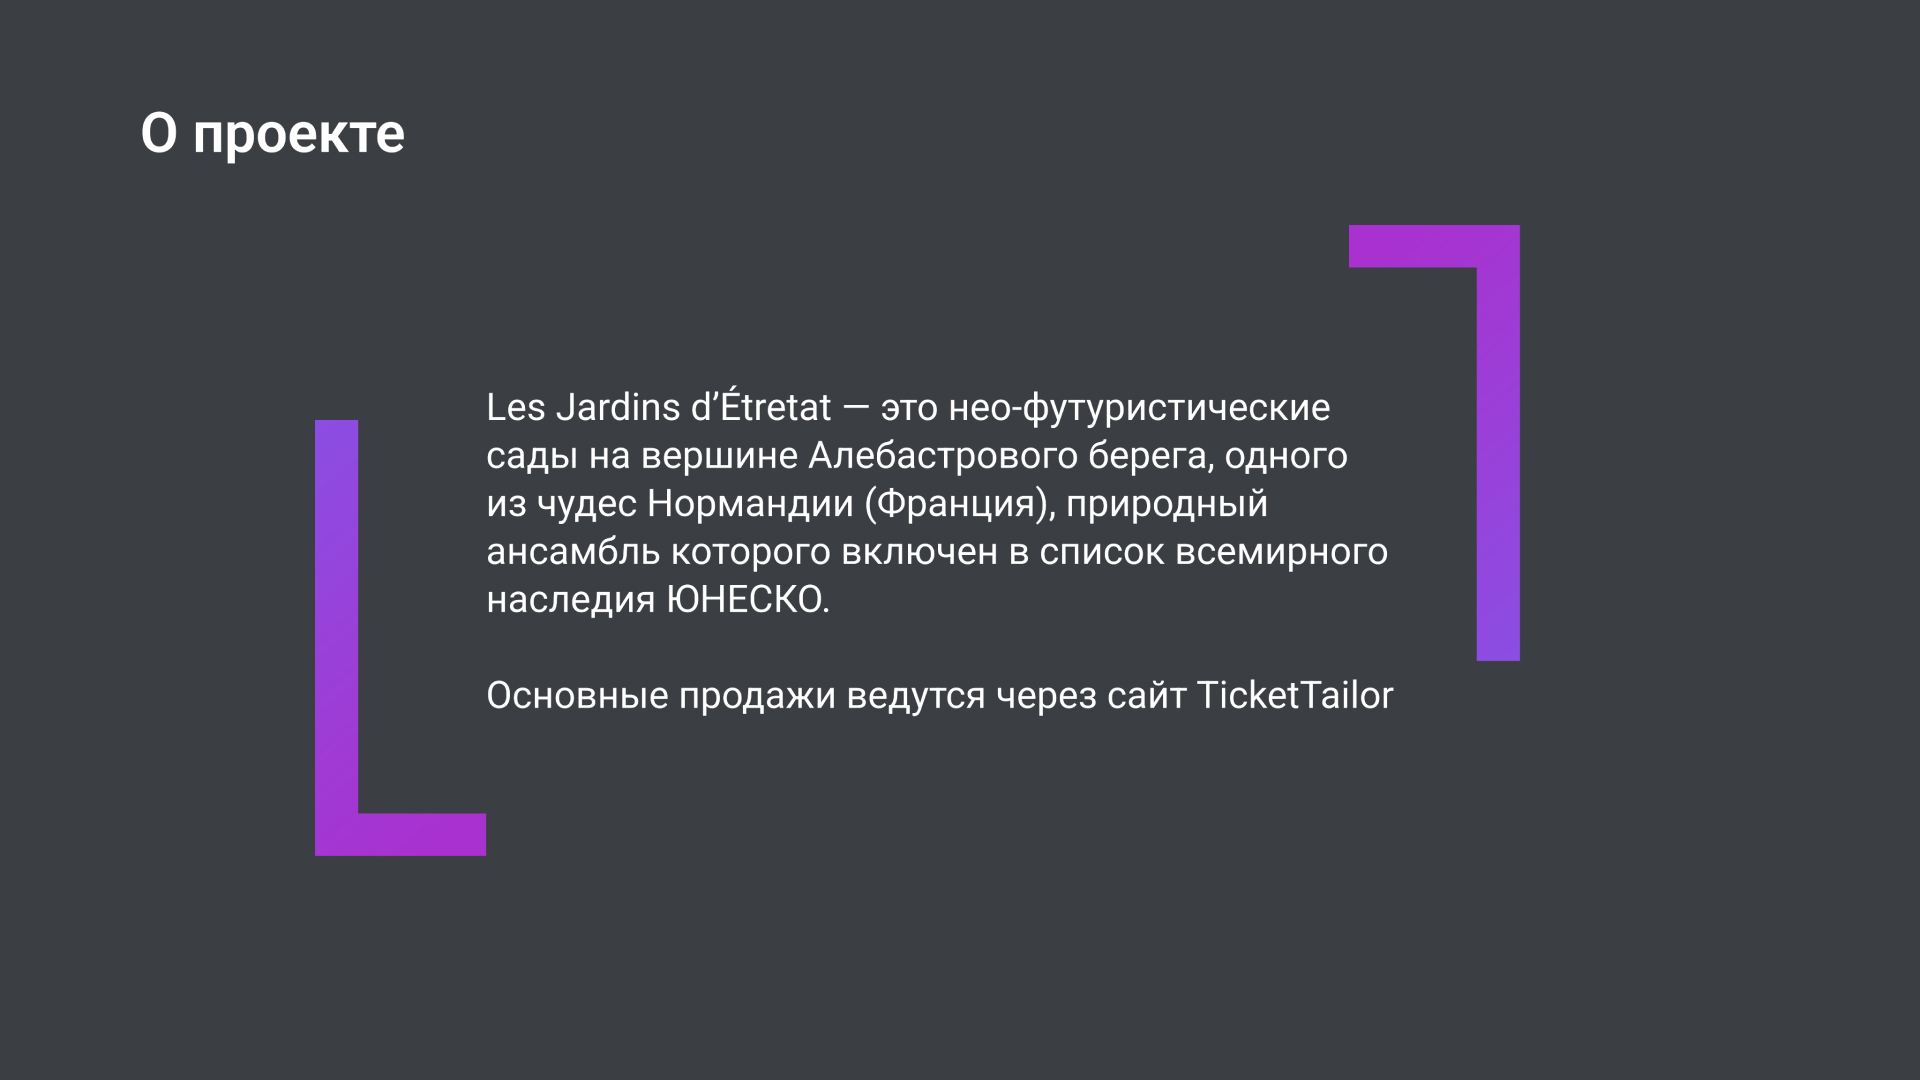 О проекте
Les Jardins d’Étretat — это нео-футуристические
сады на вершине Алебастрового берега, одного
из чудес Нормандии (Франция), природный
ансамбль которого включен в список всемирного
наследия ЮНЕСКО.
Основные продажи ведутся через сайт TicketTailor